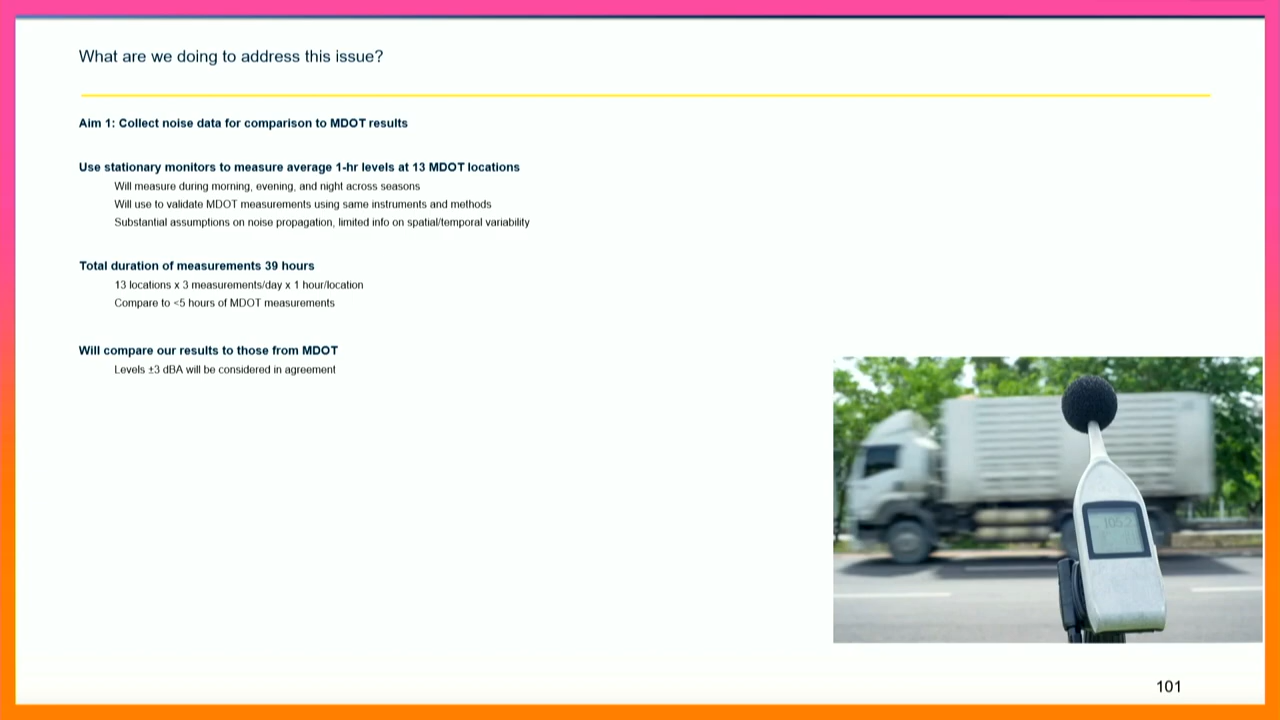 What are we doing to address this issue?
Aim 1: Collect noise data for comparison to MDOT results
Use stationary monitors to measure average 1-hr levels at 13 MDOT locations
Will measure during morning, evening, and night across seasons
Will use to validate MDOT measurements using same instruments and methods
Substantial assumptions on noise propagation, limited info on spatial/temporal variability
Total duration of measurements 39 hours
13 locations x 3 measurements/day x 1 hour/location
Compare to <5 hours of MDOT measurements
Will compare our results to those from MDOT
Levels ±3 dBA will be considered in agreement
105.2
101